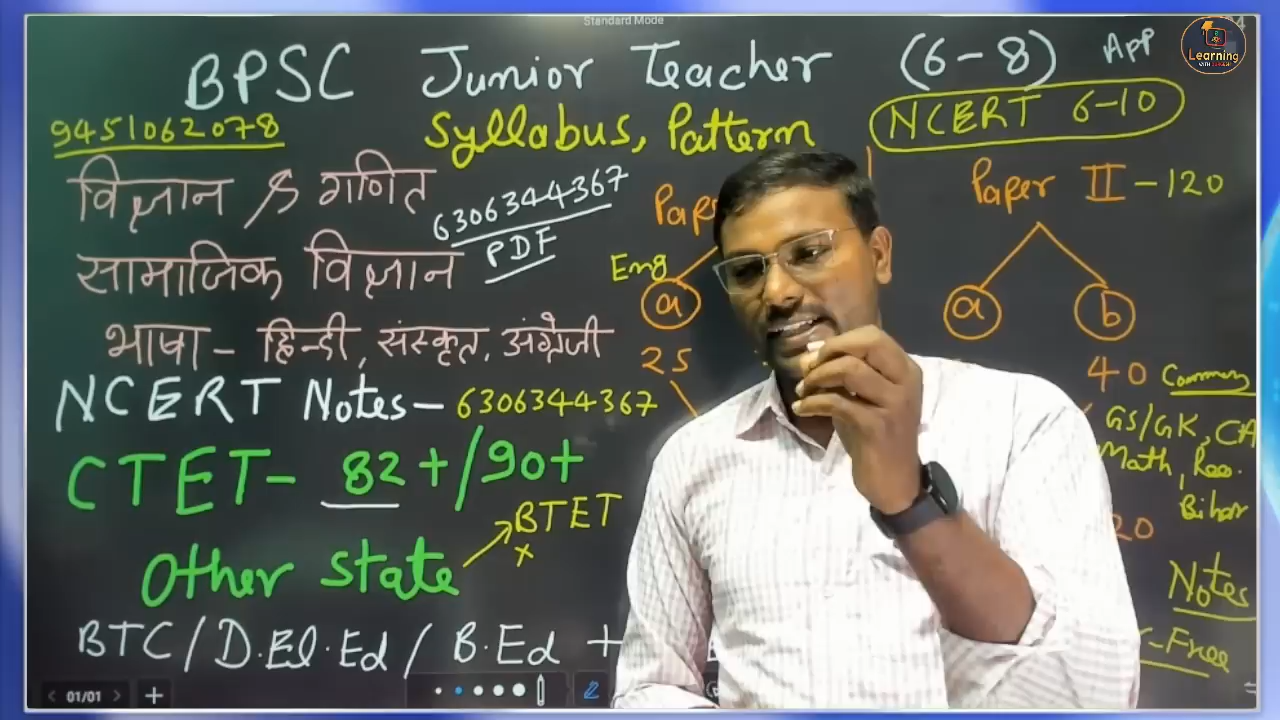 Standard Mode
Learning
BPSC Junior Teacher (6-8) App
9451062078
Syllabus, Pattern
NCERT 6-10
विज्ञान & गणित
6306344367
PDF
सामाजिक विज्ञान
भाषा - हिन्दी, संस्कृत, अंग्रेजी
NCERT Notes - 6306344367
CTET - 82+/90+
BTET
×
Other state
BTC/D.El.Ed/B.Ed +
Eng
a
25
Paper II - 120
a b
40
GS/GK, CA
Math, Reo.
Bihar
20
Notes
-Free
01/01